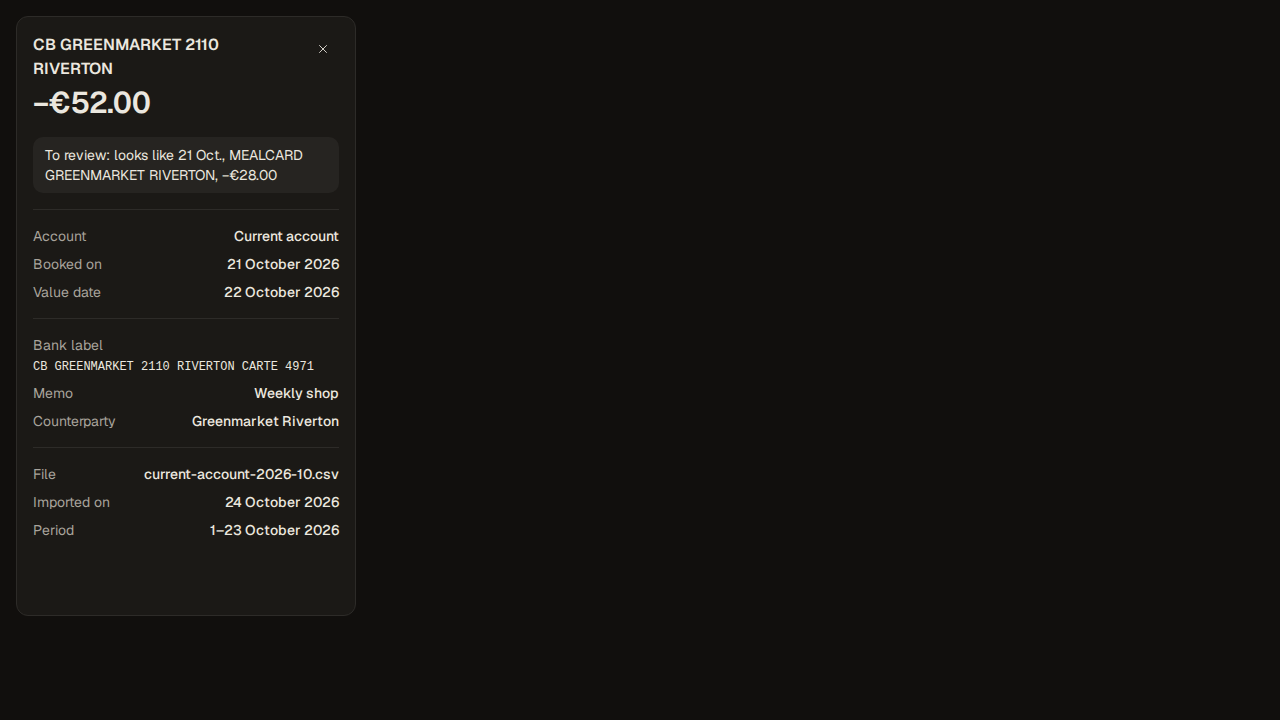 CB GREENMARKET 2110
RIVERTON
−€52.00
To review: looks like 21 Oct., MEALCARD
GREENMARKET RIVERTON, −€28.00
Account Current account
Booked on 21 October 2026
Value date 22 October 2026
Bank label
CB GREENMARKET 2110 RIVERTON CARTE 4971
Memo Weekly shop
Counterparty Greenmarket Riverton
File current-account-2026-10.csv
Imported on 24 October 2026
Period 1–23 October 2026